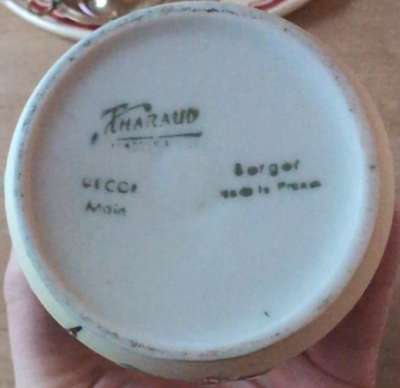 THARAUD
DECOR
Main
Berger
Made in France